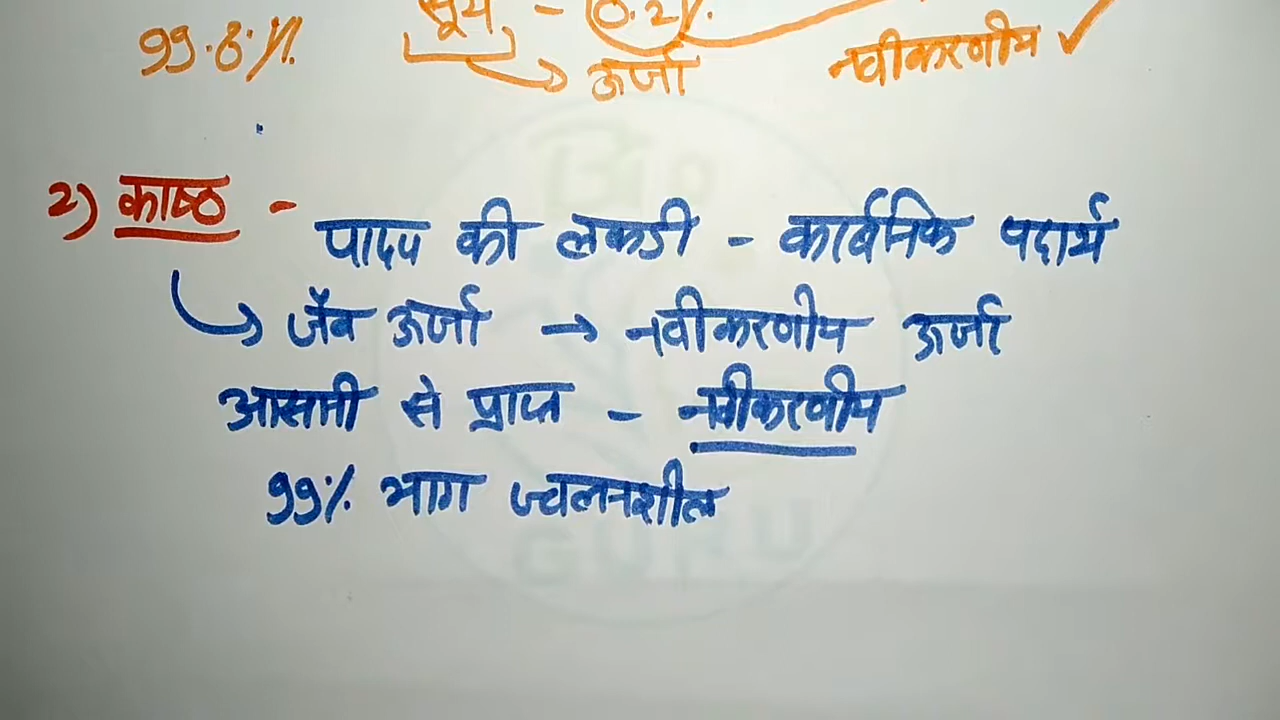 सूर्य - 0.2%
99.8% ऊर्जा नवीकरणीय ✓
2) काष्ठ - पादप की लकडी - कार्बनिक पदार्थ
जैव ऊर्जा → नवीकरणीय ऊर्जा
आसानी से प्राप्त - नवीकरणीय
99% भाग ज्वलनशील